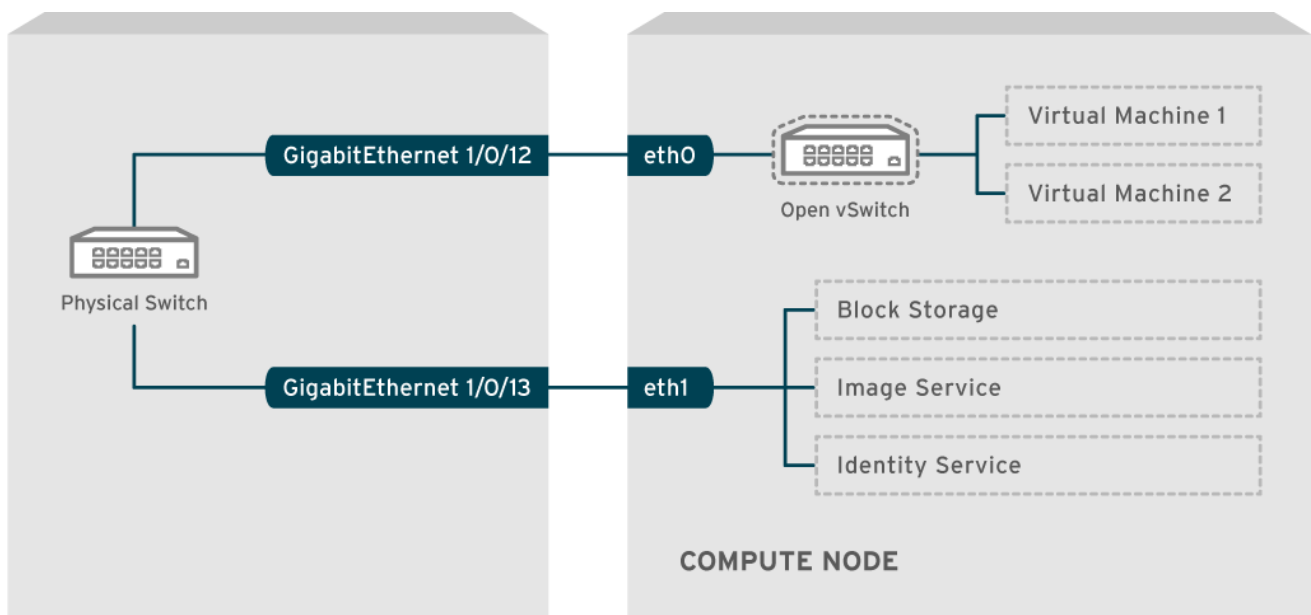 GigabitEthernet 1/0/12
eth0
Open vSwitch
Virtual Machine 1
Virtual Machine 2
Physical Switch
GigabitEthernet 1/0/13
eth1
Block Storage
Image Service
Identity Service
COMPUTE NODE